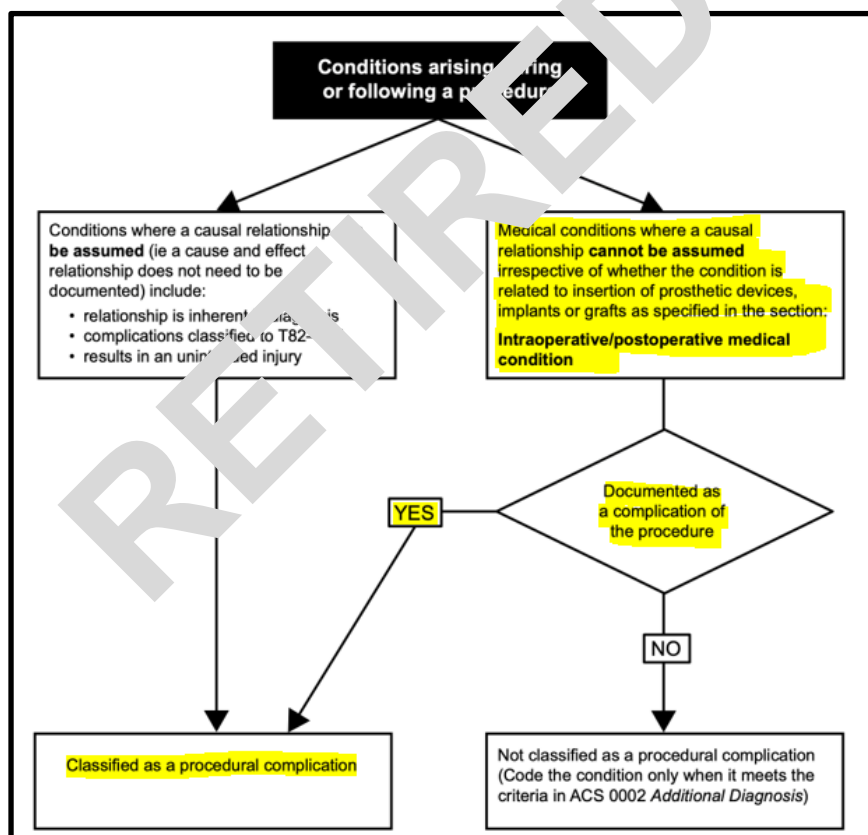 Conditions arising
or following a
Conditions where a causal relationship
be assumed (ie a cause and effect
relationship does not need to be
documented) include:
• relationship is inherent
• complications classified to
• results in an injury
Medical conditions where a causal
relationship cannot be assumed
irrespective of whether the condition is
related to insertion of prosthetic devices,
implants or grafts as specified in the section:
Intraoperative/postoperative medical
condition
RETIRED
Documented as
a complication of
the procedure
YES
NO
Classified as a procedural complication
Not classified as a procedural complication
(Code the condition only when it meets the
criteria in ACS 0002 Additional Diagnosis)